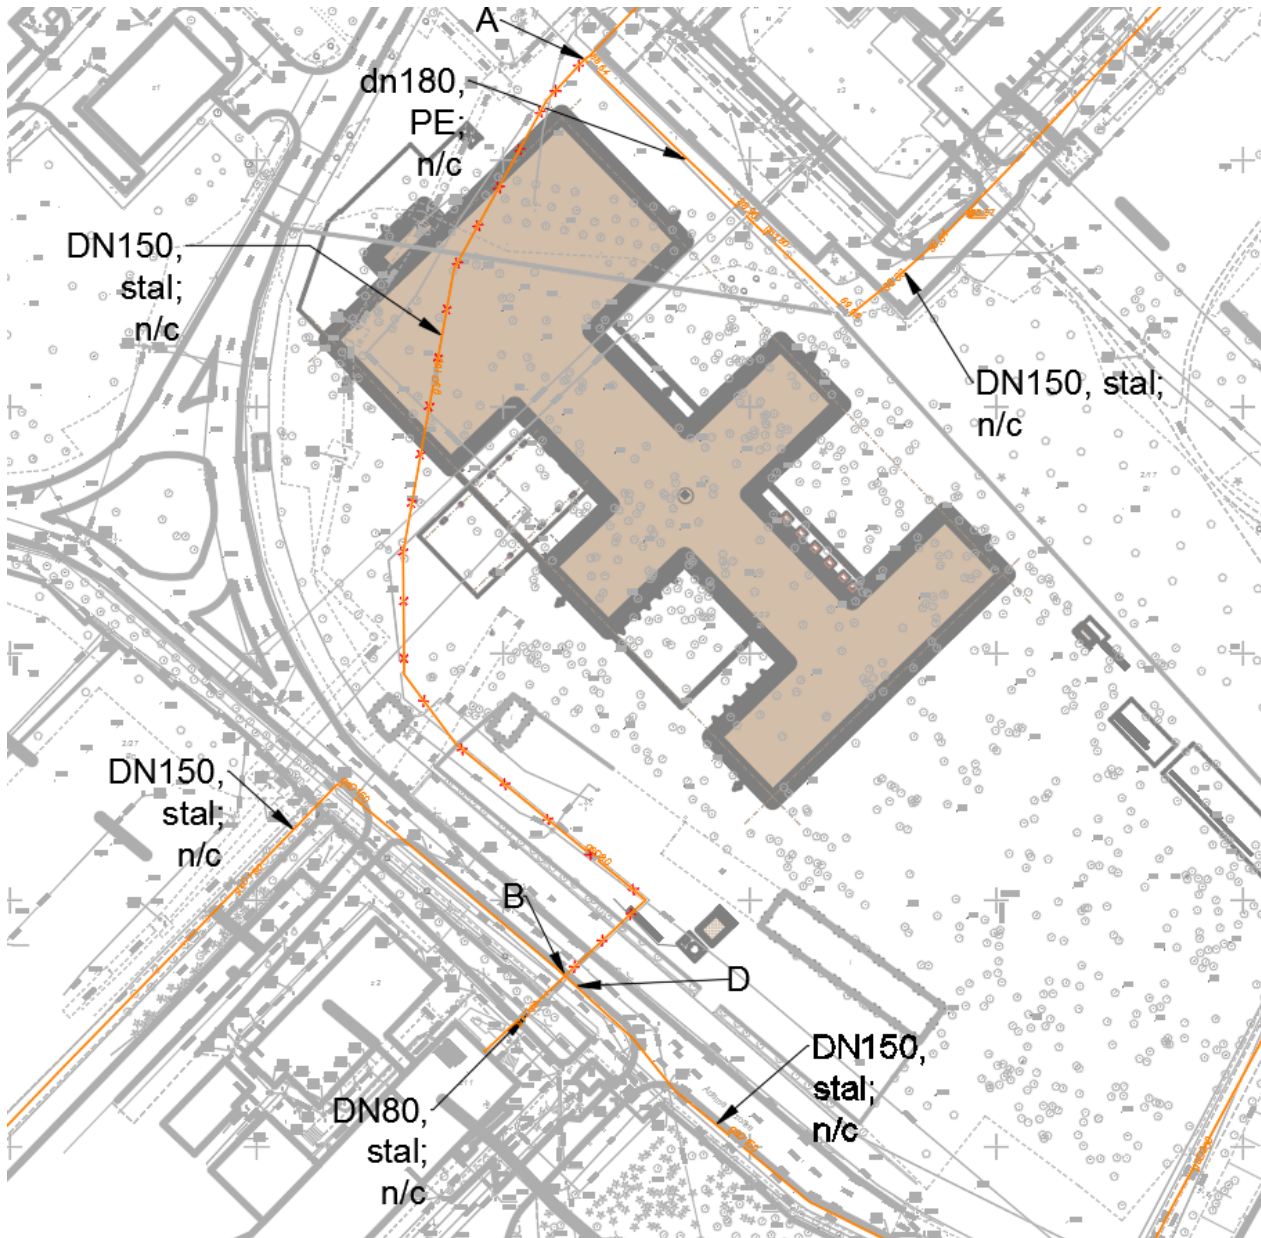 A
dn180,
PE;
n/c
DN150,
stal;
n/c
DN150, stal;
n/c
DN150,
stal;
n/c
B
D
DN150,
stal;
n/c
DN80,
stal;
n/c